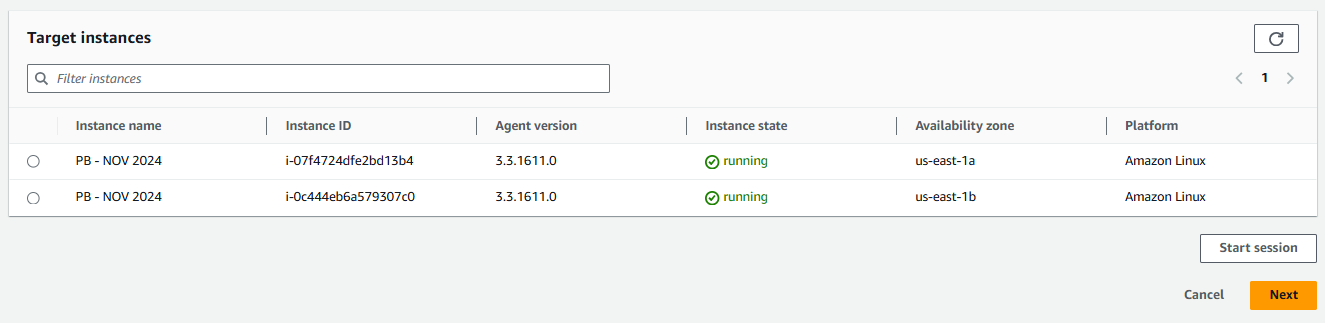 Target instances
Filter instances
1
Instance name Instance ID Agent version Instance state Availability zone Platform
PB - NOV 2024 i-07f4724dfe2bd13b4 3.3.1611.0 running us-east-1a Amazon Linux
PB - NOV 2024 i-0c444eb6a579307c0 3.3.1611.0 running us-east-1b Amazon Linux
Start session
Cancel Next